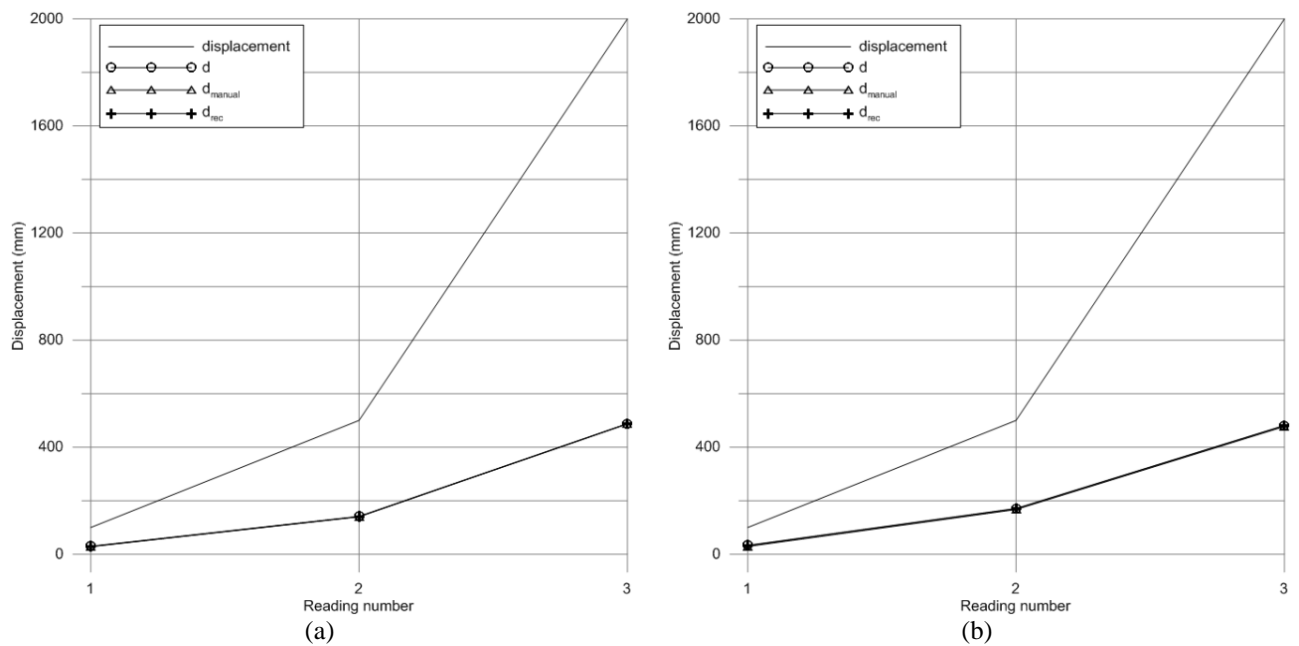 2000
displacement
d
d_manual
d_rec
1600
1200
800
400
0
Displacement (mm)
1
2
3
Reading number
(a)
2000
displacement
d
d_manual
d_rec
1600
1200
800
400
0
Displacement (mm)
1
2
3
Reading number
(b)